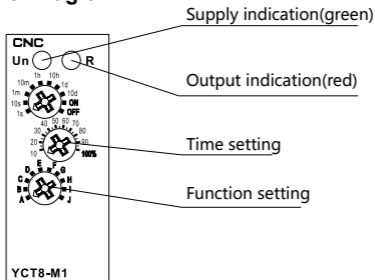 Supply indication(green)
CNC
Un R
Output indication(red)
1h 10h
10m 1d
1m 10d
10s ON
1s OFF
40 50 60 70
30 80
20 90
10 100%
Time setting
E F
D G
C H
B I
A J
Function setting
YCT8-M1